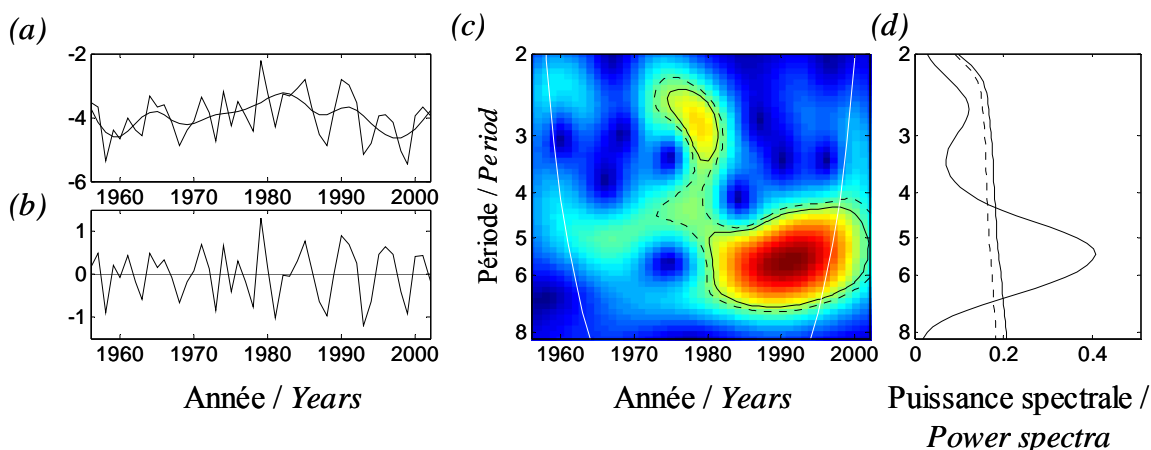 (a)
-2
-4
-6
1960 1970 1980 1990 2000
(b)
1
0
-1
1960 1970 1980 1990 2000
Année / Years
(c)
Période / Period
2
3
4
5
6
8
1960 1970 1980 1990 2000
Année / Years
(d)
2
3
4
5
6
8
0 0.2 0.4
Puissance spectrale /
Power spectra